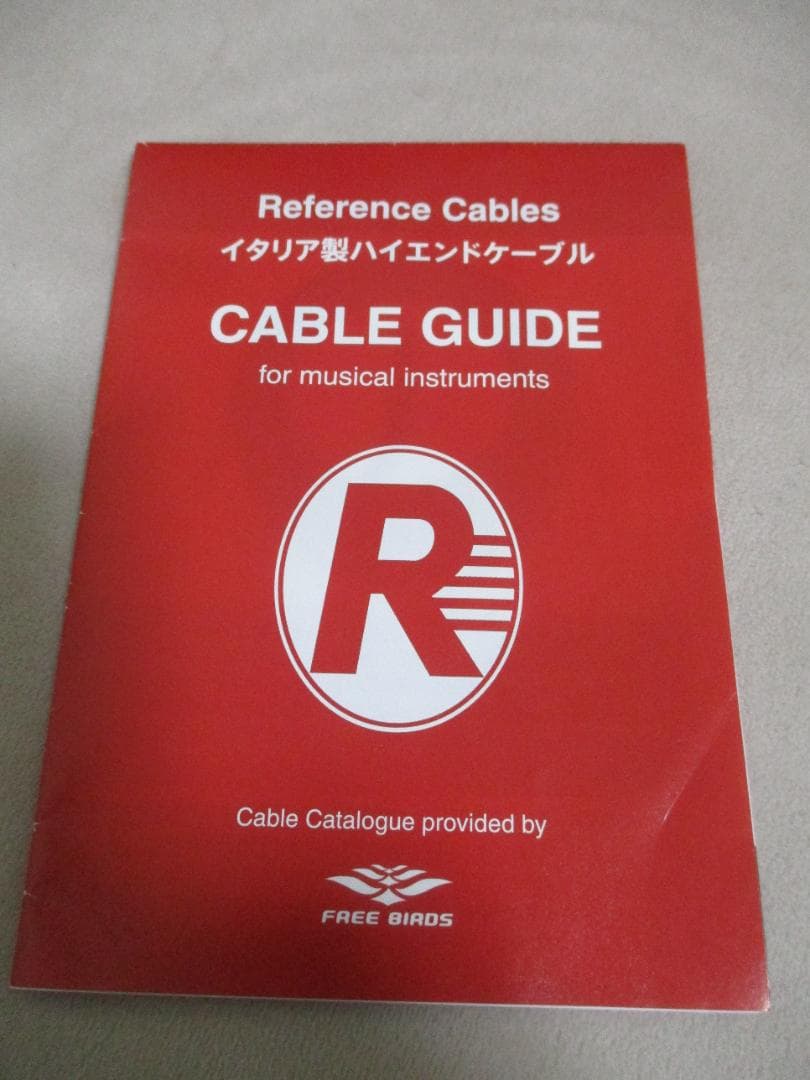 Reference Cables
イタリア製ハイエンドケーブル
CABLE GUIDE
for musical instruments
R
Cable Catalogue provided by
FREE BIRDS